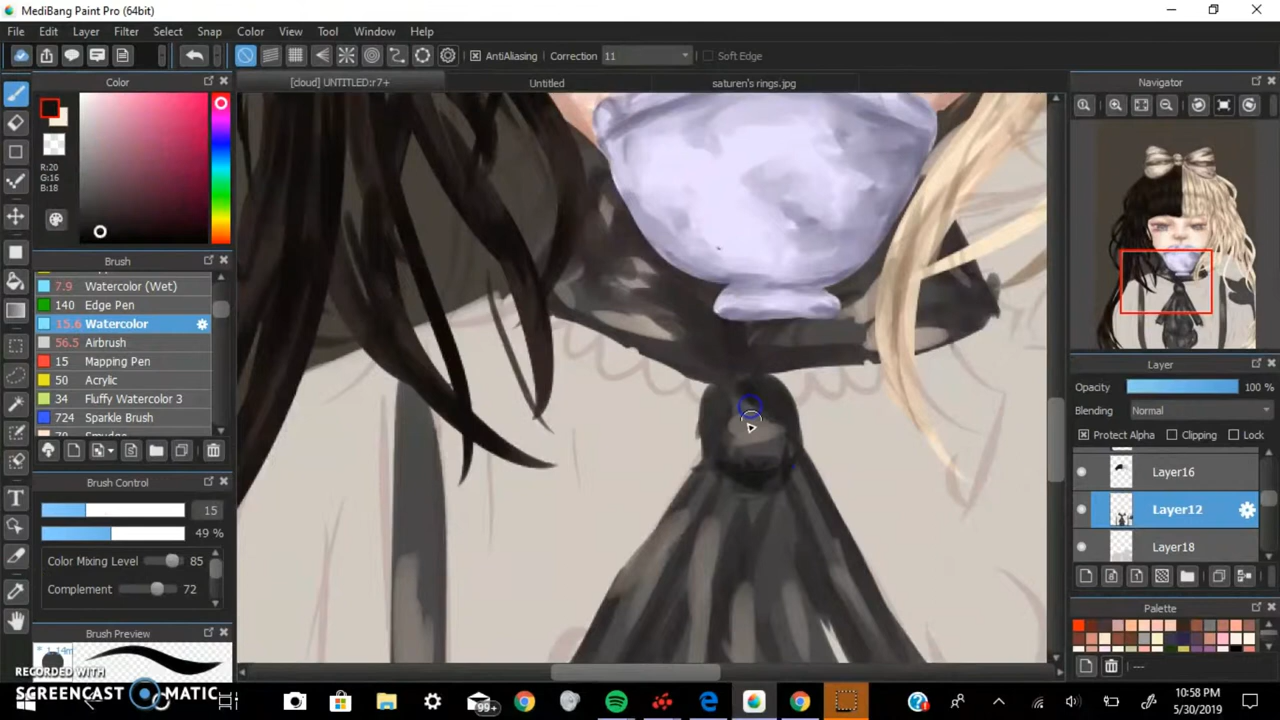 MediBang Paint Pro (64bit)
File Edit Layer Filter Select Snap Color View Tool Window Help
AntiAliasing Correction 11 Soft Edge
Color
[cloud] UNTITLED:r7+
Untitled
saturen's rings.jpg
Navigator
R:20
G:16
B:18
Brush
7.9 Watercolor (Wet)
140 Edge Pen
15.6 Watercolor
56.5 Airbrush
15 Mapping Pen
50 Acrylic
34 Fluffy Watercolor 3
724 Sparkle Brush
Layer
Opacity 100 %
Blending Normal
Protect Alpha Clipping Lock
Layer16
Layer12
Layer18
Brush Control
15
49 %
Color Mixing Level 85
Complement 72
Palette
---
Brush Preview
RECORDED WITH
SCREENCAST MATIC
99+
10:58 PM
5/30/2019